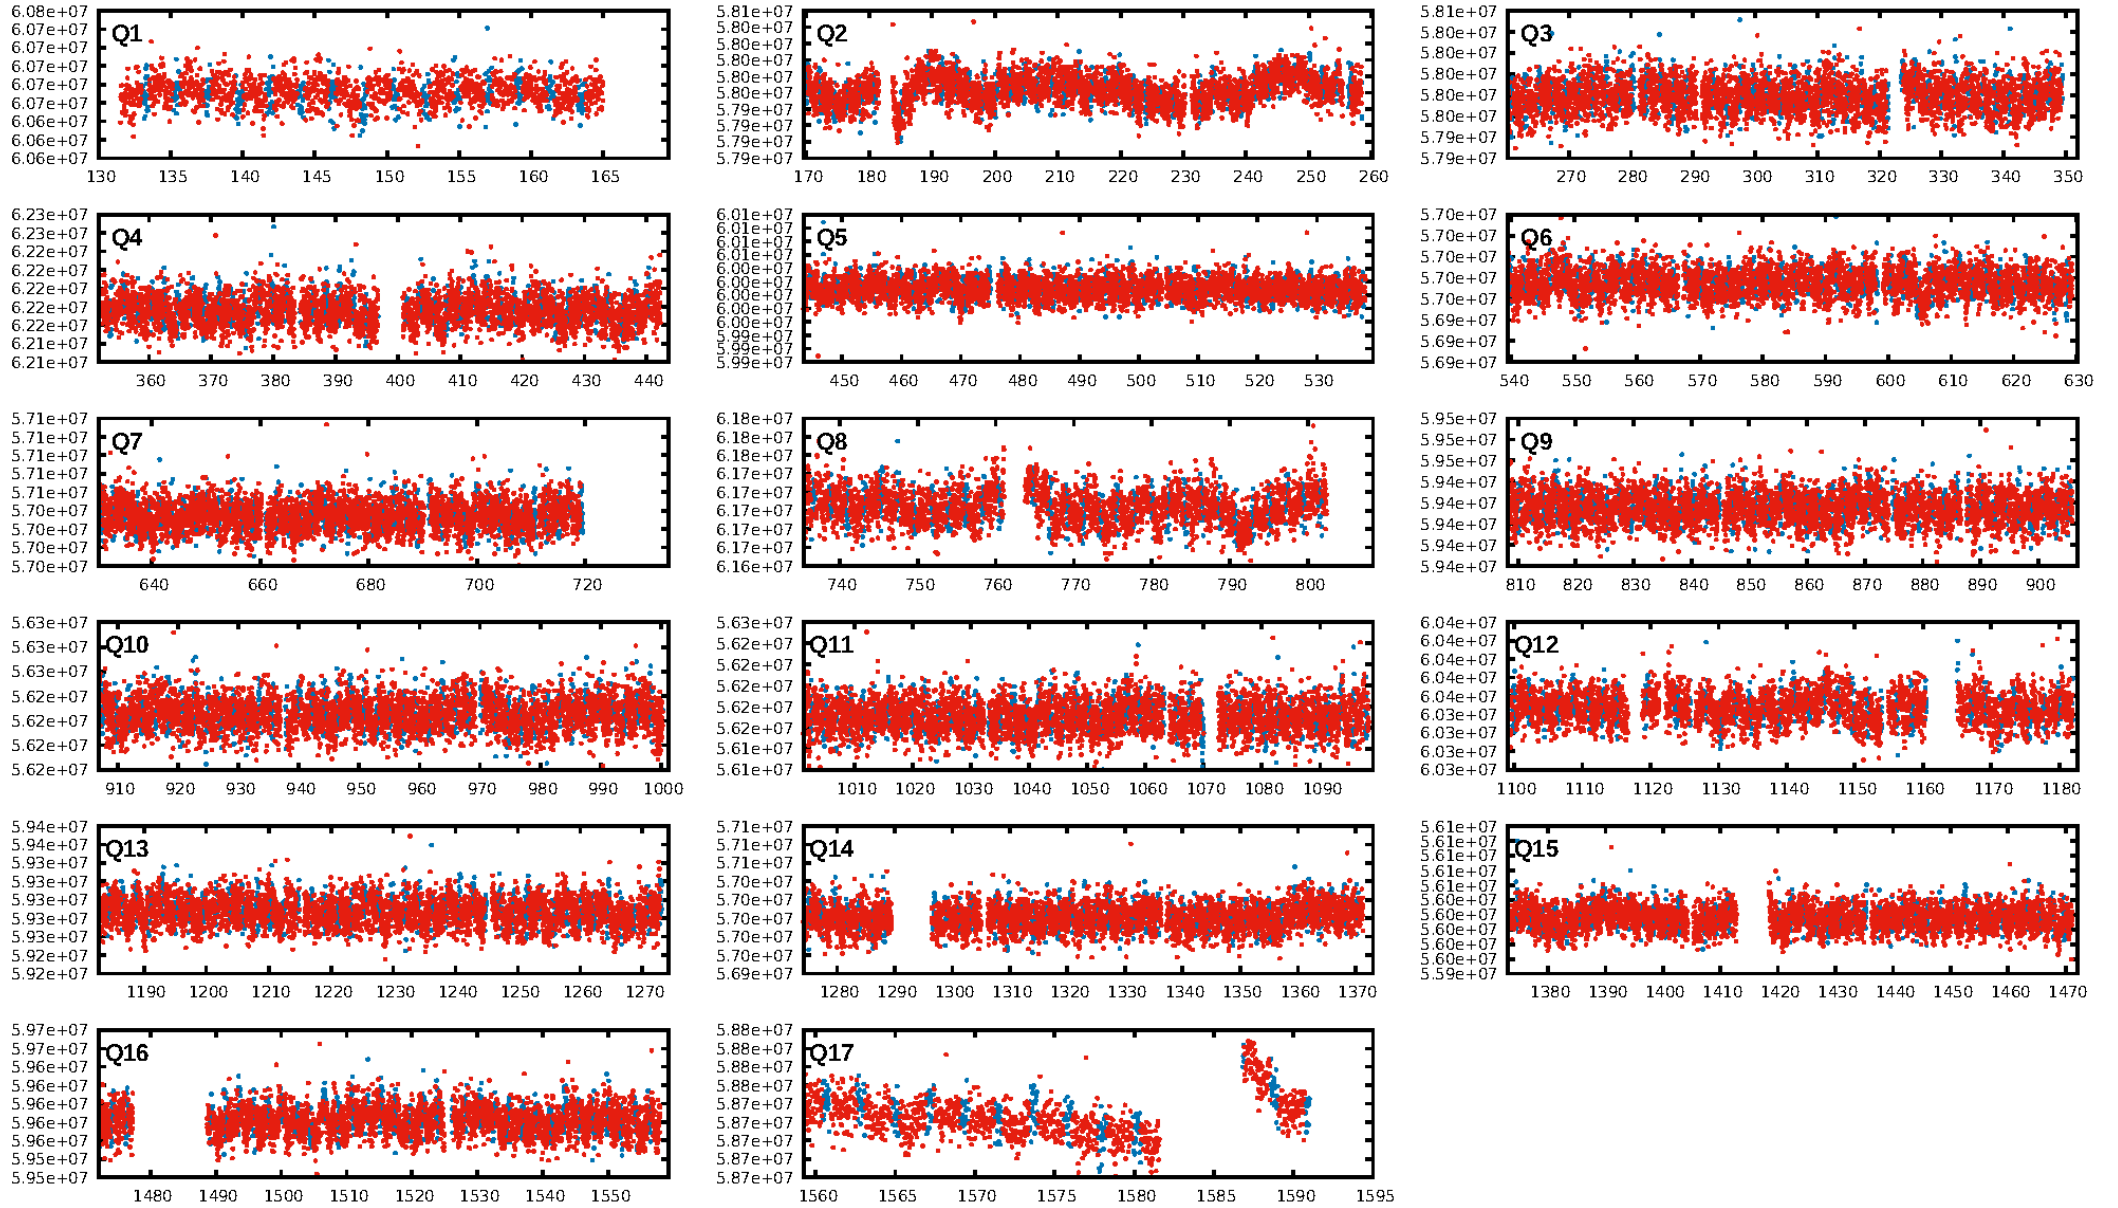 6.08e+07
6.07e+07
6.07e+07
6.07e+07
6.07e+07
6.07e+07
6.06e+07
6.06e+07
6.06e+07
Q1
130 135 140 145 150 155 160 165
5.81e+07
5.80e+07
5.80e+07
5.80e+07
5.80e+07
5.80e+07
5.79e+07
5.79e+07
5.79e+07
5.79e+07
Q2
170 180 190 200 210 220 230 240 250 260
5.81e+07
5.80e+07
5.80e+07
5.80e+07
5.80e+07
5.80e+07
5.79e+07
5.79e+07
Q3
270 280 290 300 310 320 330 340 350
6.23e+07
6.23e+07
6.22e+07
6.22e+07
6.22e+07
6.22e+07
6.22e+07
6.21e+07
6.21e+07
Q4
360 370 380 390 400 410 420 430 440
6.01e+07
6.01e+07
6.01e+07
6.01e+07
6.00e+07
6.00e+07
6.00e+07
6.00e+07
6.00e+07
5.99e+07
5.99e+07
5.99e+07
Q5
450 460 470 480 490 500 510 520 530
5.70e+07
5.70e+07
5.70e+07
5.70e+07
5.70e+07
5.69e+07
5.69e+07
5.69e+07
Q6
540 550 560 570 580 590 600 610 620 630
5.71e+07
5.71e+07
5.71e+07
5.71e+07
5.71e+07
5.70e+07
5.70e+07
5.70e+07
5.70e+07
Q7
640 660 680 700 720
6.18e+07
6.18e+07
6.18e+07
6.17e+07
6.17e+07
6.17e+07
6.17e+07
6.17e+07
6.16e+07
Q8
740 750 760 770 780 790 800
5.95e+07
5.95e+07
5.95e+07
5.94e+07
5.94e+07
5.94e+07
5.94e+07
5.94e+07
Q9
810 820 830 840 850 860 870 880 890 900
5.63e+07
5.63e+07
5.63e+07
5.62e+07
5.62e+07
5.62e+07
5.62e+07
Q10
910 920 930 940 950 960 970 980 990 1000
5.63e+07
5.62e+07
5.62e+07
5.62e+07
5.62e+07
5.62e+07
5.61e+07
5.61e+07
Q11
1010 1020 1030 1040 1050 1060 1070 1080 1090
6.04e+07
6.04e+07
6.04e+07
6.04e+07
6.04e+07
6.03e+07
6.03e+07
6.03e+07
6.03e+07
Q12
1100 1110 1120 1130 1140 1150 1160 1170 1180
5.94e+07
5.94e+07
5.93e+07
5.93e+07
5.93e+07
5.93e+07
5.93e+07
5.92e+07
5.92e+07
Q13
1190 1200 1210 1220 1230 1240 1250 1260 1270
5.71e+07
5.71e+07
5.71e+07
5.70e+07
5.70e+07
5.70e+07
5.70e+07
5.70e+07
5.69e+07
Q14
1280 1290 1300 1310 1320 1330 1340 1350 1360 1370
5.61e+07
5.61e+07
5.61e+07
5.61e+07
5.61e+07
5.60e+07
5.60e+07
5.60e+07
5.60e+07
5.60e+07
5.59e+07
Q15
1380 1390 1400 1410 1420 1430 1440 1450 1460 1470
5.97e+07
5.97e+07
5.96e+07
5.96e+07
5.96e+07
5.96e+07
5.96e+07
5.95e+07
5.95e+07
Q16
1480 1490 1500 1510 1520 1530 1540 1550
5.88e+07
5.88e+07
5.88e+07
5.88e+07
5.87e+07
5.87e+07
5.87e+07
5.87e+07
5.87e+07
Q17
1560 1565 1570 1575 1580 1585 1590 1595